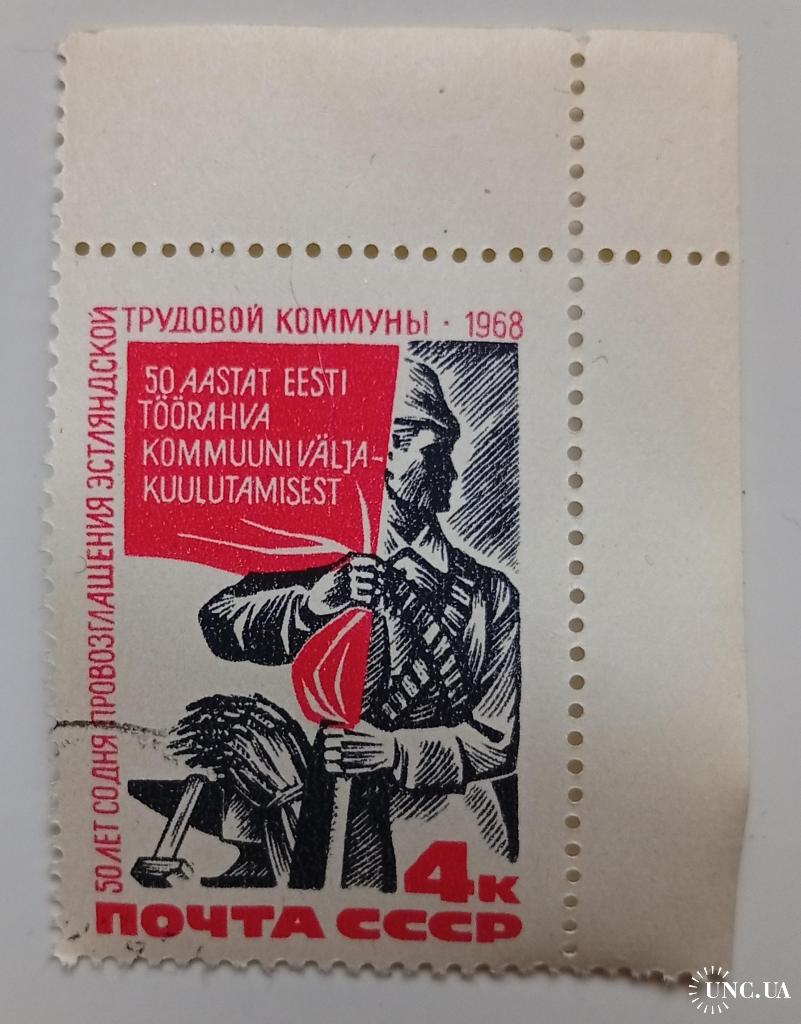 50 ЛЕТ СО ДНЯ ПРОВОЗГЛАШЕНИЯ ЭСТЛЯНДСКОЙ
ТРУДОВОЙ КОММУНЫ · 1968
50 AASTAT EESTI
TÖÖRAHVA
KOMMUUNI VÄLJA-
KUULUTAMISEST
4к
ПОЧТА СССР
UNC.UA